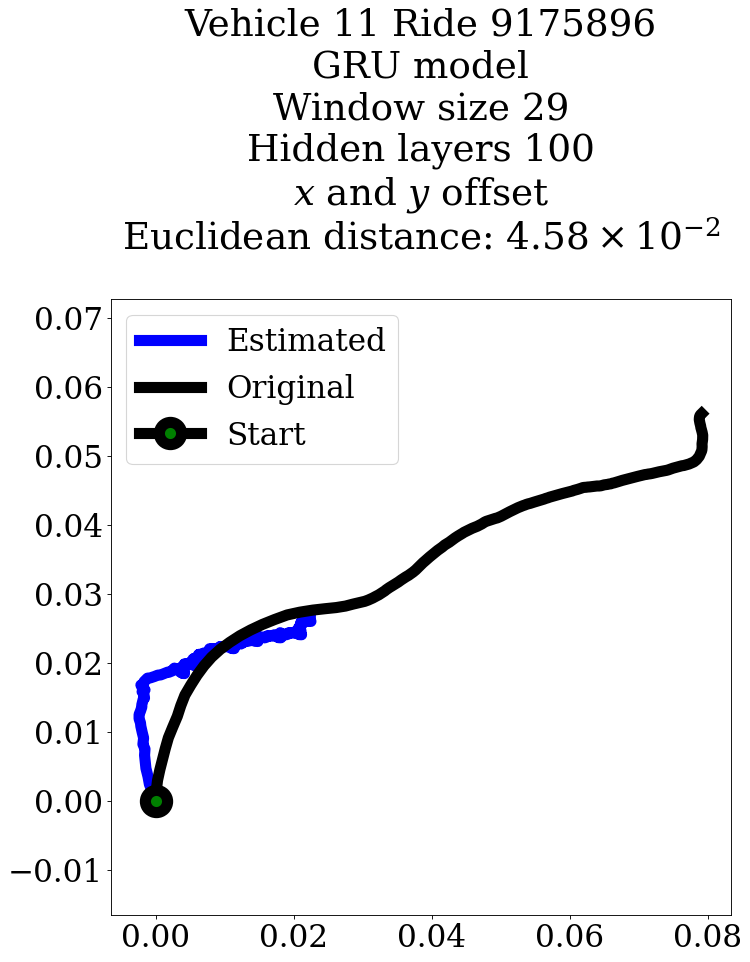 Vehicle 11 Ride 9175896
GRU model
Window size 29
Hidden layers 100
x and y offset
Euclidean distance: 4.58 × 10⁻²
0.07
0.06
0.05
0.04
0.03
0.02
0.01
0.00
−0.01
Estimated
Original
Start
0.00 0.02 0.04 0.06 0.08